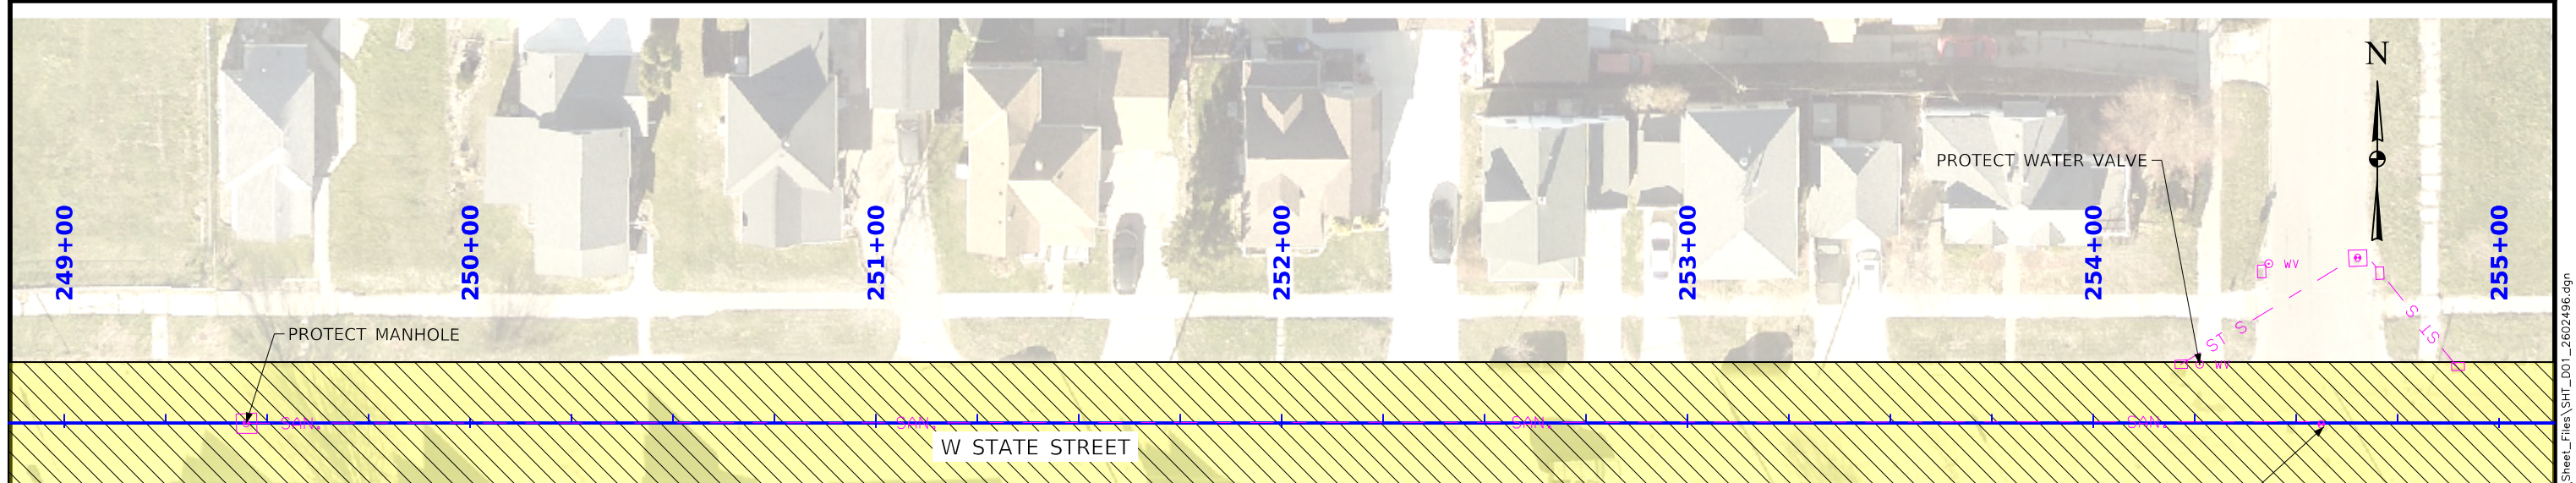 N
PROTECT WATER VALVE
249+00
250+00
251+00
252+00
253+00
254+00
255+00
WV
ST S
ST S
PROTECT MANHOLE
WV
SAN.
SAN.
SAN.
SAN.
W STATE STREET
Sheet_Files\SHT_D01_2602496.dgn